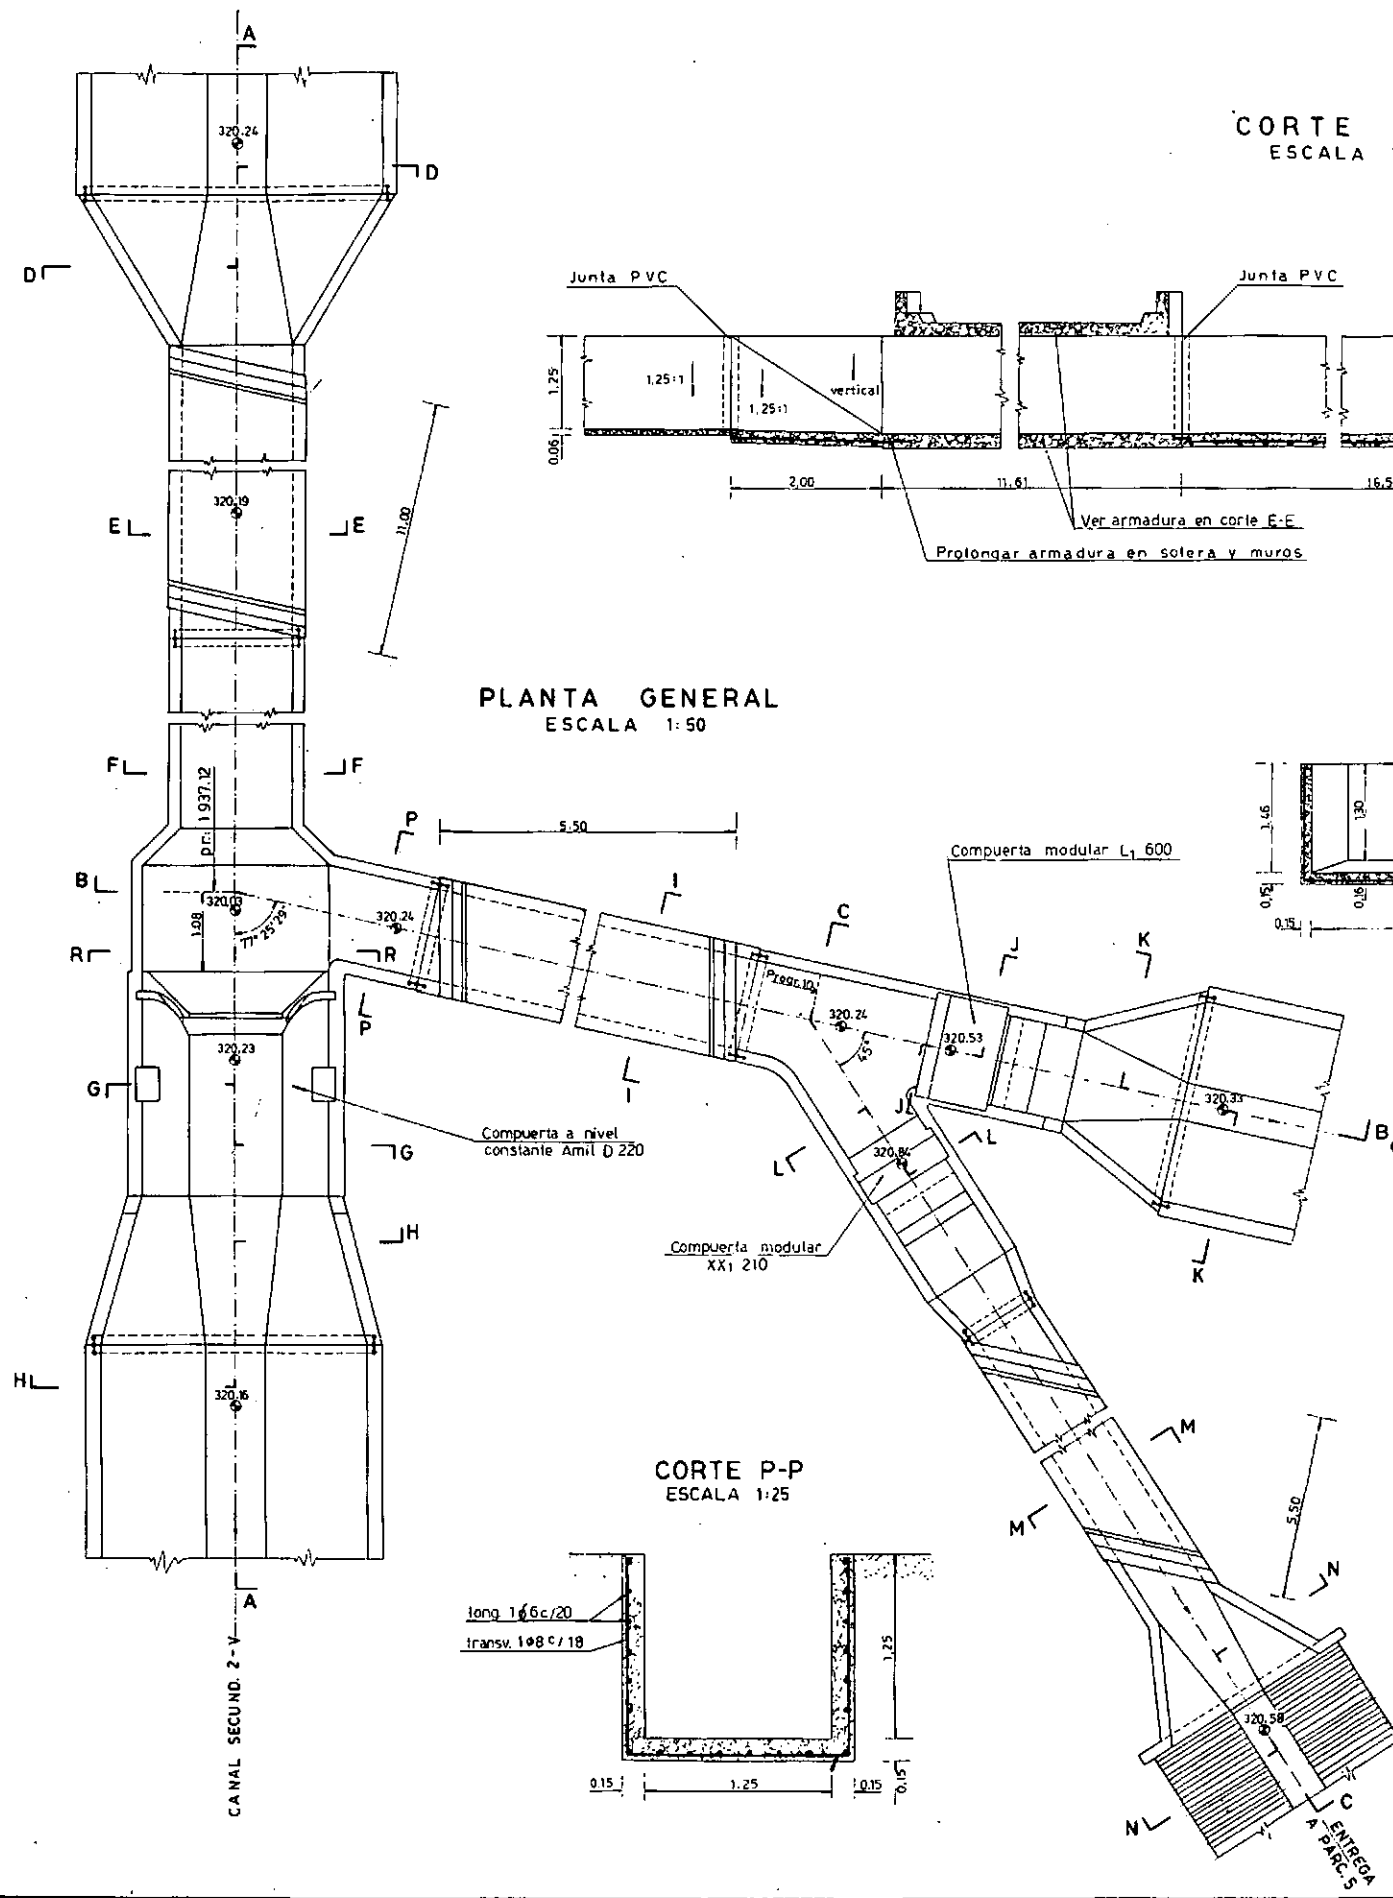 A
320.24
D
D
CORTE
ESCALA
Junta PVC
Junta PVC
1.25
0.06
1,25:1
1,25:1
vertical
2,00
11.61
16.5
Ver armadura en corte E-E
Prolongar armadura en solera y muros
320.19
E
E
11.00
PLANTA GENERAL
ESCALA 1:50
F
F
pr: 1937.12
P
5.50
B
320.03
77° 25' 29"
1.08
320.24
R
R
P
I
I
C
Progr. 10
320.24
45°
Compuerta modular L1 600
320.53
J
J
K
K
320.33
B
1.46
1.30
0.15
0.16
0.15
320.23
G
G
Compuerta a nivel
constante Amil D 220
L
L
320.84
Compuerta modular
XX1 210
H
H
320.16
A
CANAL SECUND. 2-V
CORTE P-P
ESCALA 1:25
long. 1ø6c/20
transv. 1ø8c/18
1.25
0.15
1.25
0.15
0.15
M
M
5.50
N
N
320.58
C
ENTREGA
A PARC. 5